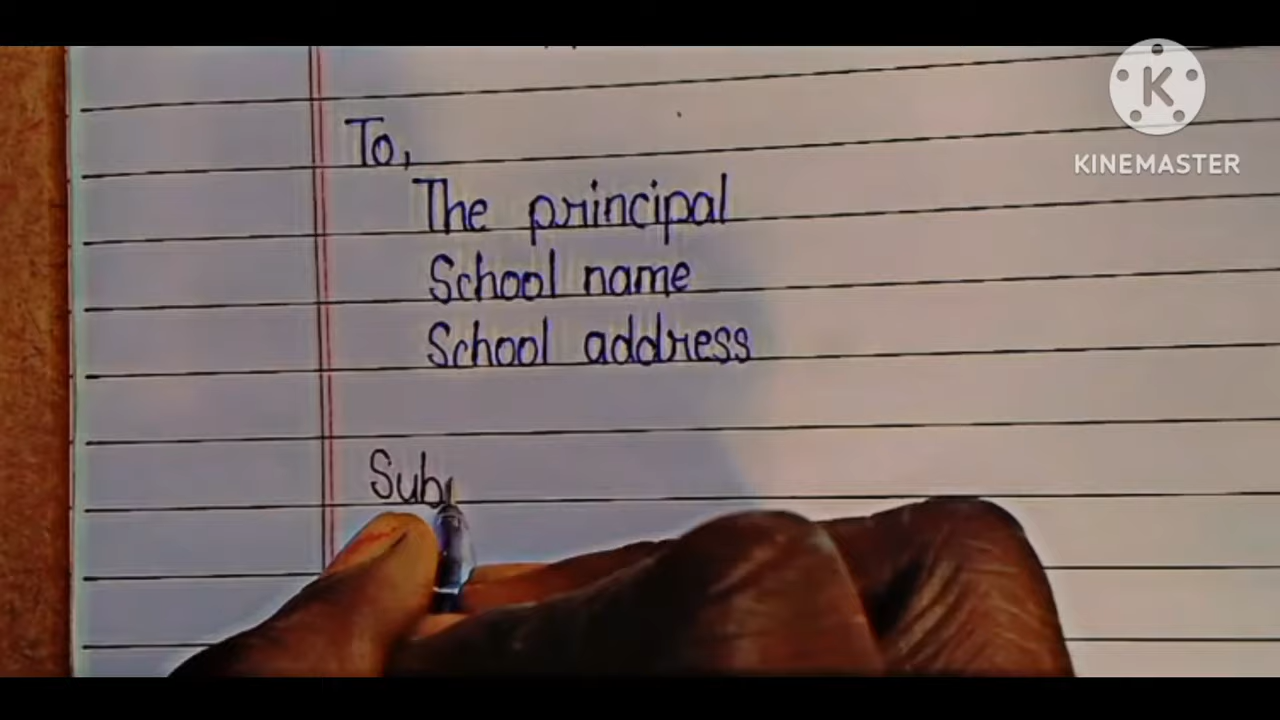 To,
The principal
School name
School address
Sub
K
KINEMASTER